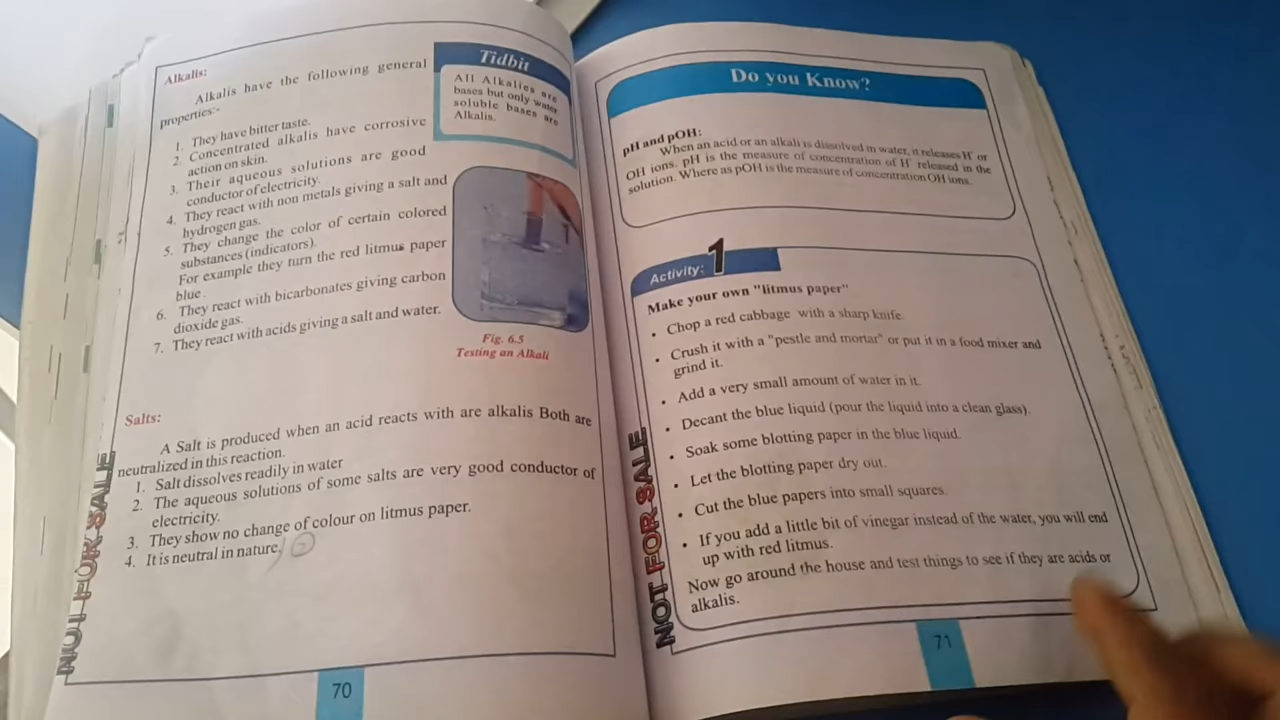 Alkalis:
Alkalis have the following general
properties:-
1. They have bitter taste.
2. Concentrated alkalis have corrosive
action on skin.
3. Their aqueous solutions are good
conductor of electricity.
4. They react with non metals giving a salt and
hydrogen gas.
5. They change the color of certain colored
substances (indicators).
For example they turn the red litmus paper
blue.
6. They react with bicarbonates giving carbon
dioxide gas.
7. They react with acids giving a salt and water.
Tidbit
All Alkalies are
bases but only water
soluble bases are
Alkalis.
Fig. 6.5
Testing an Alkali
Salts:
A Salt is produced when an acid reacts with are alkalis Both are
neutralized in this reaction.
1. Salt dissolves readily in water
2. The aqueous solutions of some salts are very good conductor of
electricity.
3. They show no change of colour on litmus paper.
4. It is neutral in nature.
NOT FOR SALE
70
Do you Know?
pH and pOH:
When an acid or an alkali is dissolved in water, it releases H⁺ or
OH⁻ ions. pH is the measure of concentration of H⁺ released in the
solution. Where as pOH is the measure of concentration OH⁻ ions.
Activity: 1
Make your own "litmus paper"
• Chop a red cabbage with a sharp knife.
• Crush it with a "pestle and mortar" or put it in a food mixer and
grind it.
• Add a very small amount of water in it.
• Decant the blue liquid (pour the liquid into a clean glass).
• Soak some blotting paper in the blue liquid.
• Let the blotting paper dry out.
• Cut the blue papers into small squares.
• If you add a little bit of vinegar instead of the water, you will end
up with red litmus.
Now go around the house and test things to see if they are acids or
alkalis.
NOT FOR SALE
71